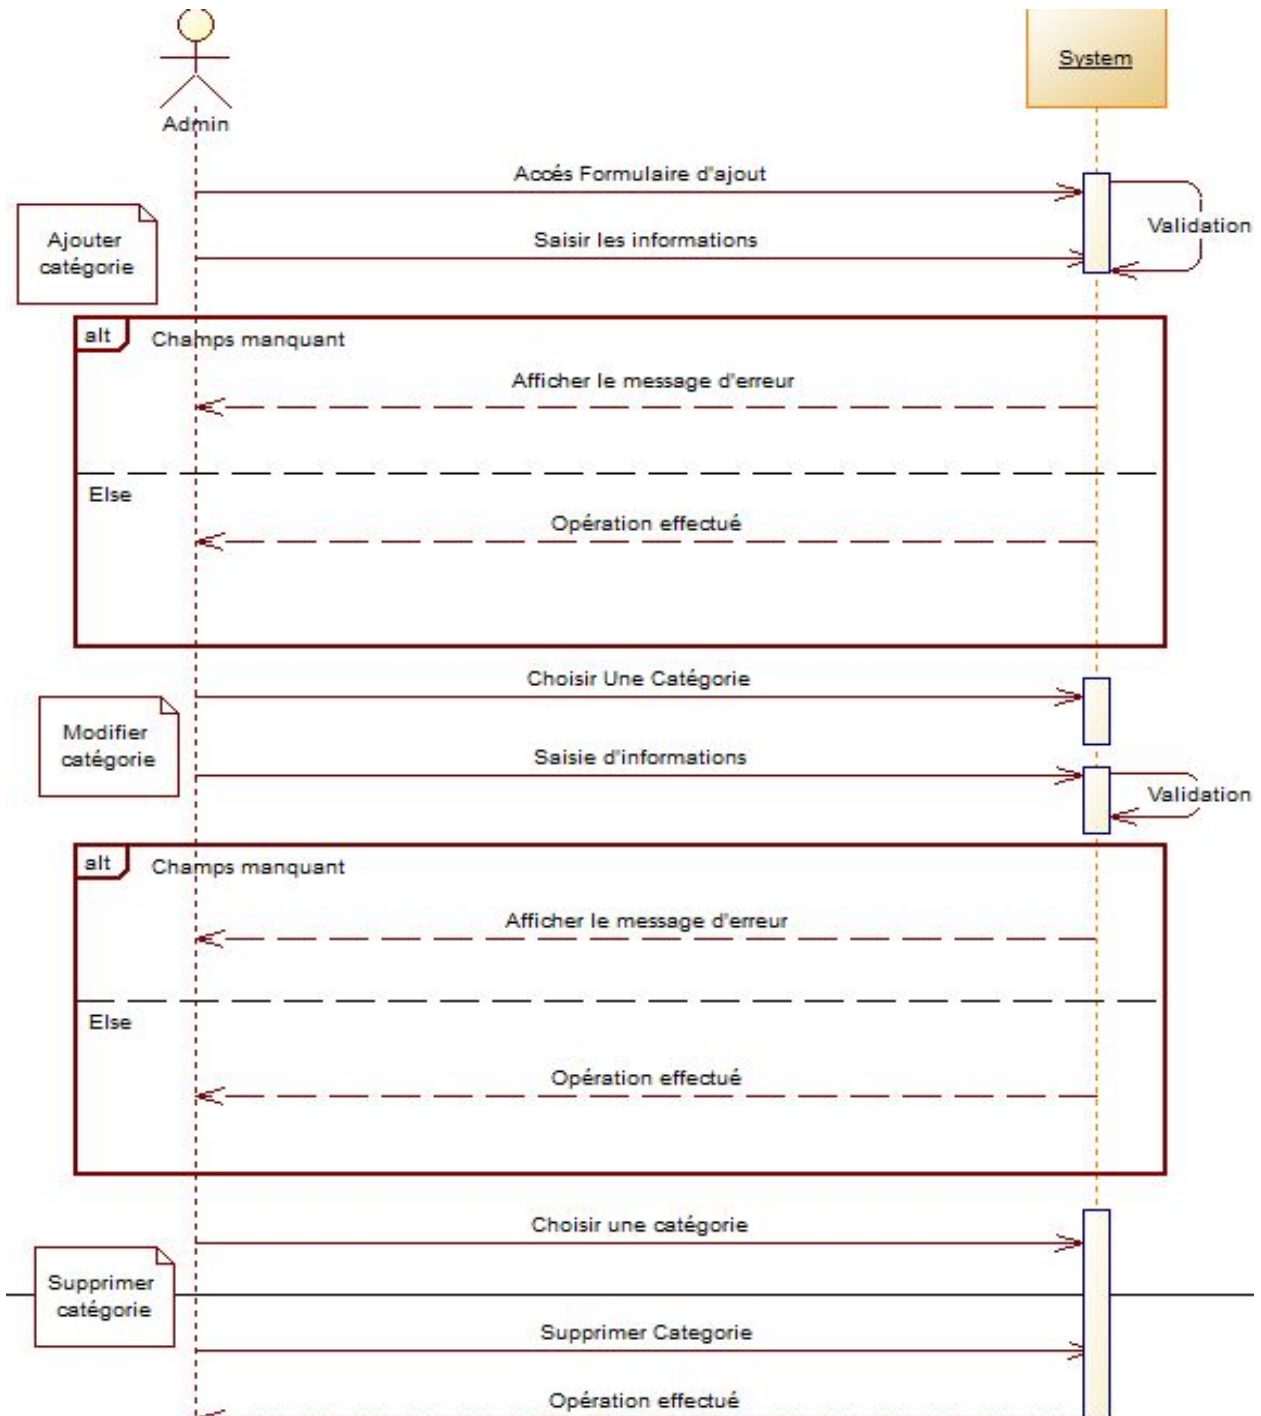 System
Admin
Accés Formulaire d'ajout
Validation
Ajouter
catégorie
Saisir les informations
alt
Champs manquant
Afficher le message d'erreur
Else
Opération effectué
Choisir Une Catégorie
Modifier
catégorie
Saisie d'informations
Validation
alt
Champs manquant
Afficher le message d'erreur
Else
Opération effectué
Choisir une catégorie
Supprimer
catégorie
Supprimer Categorie
Opération effectué